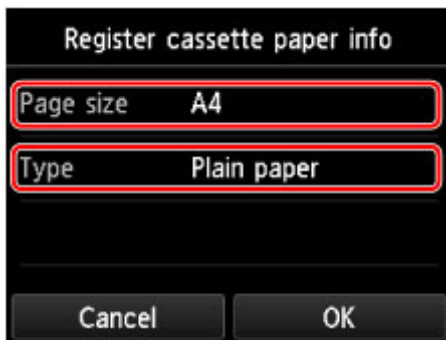 Register cassette paper info
Page size A4
Type Plain paper
Cancel OK